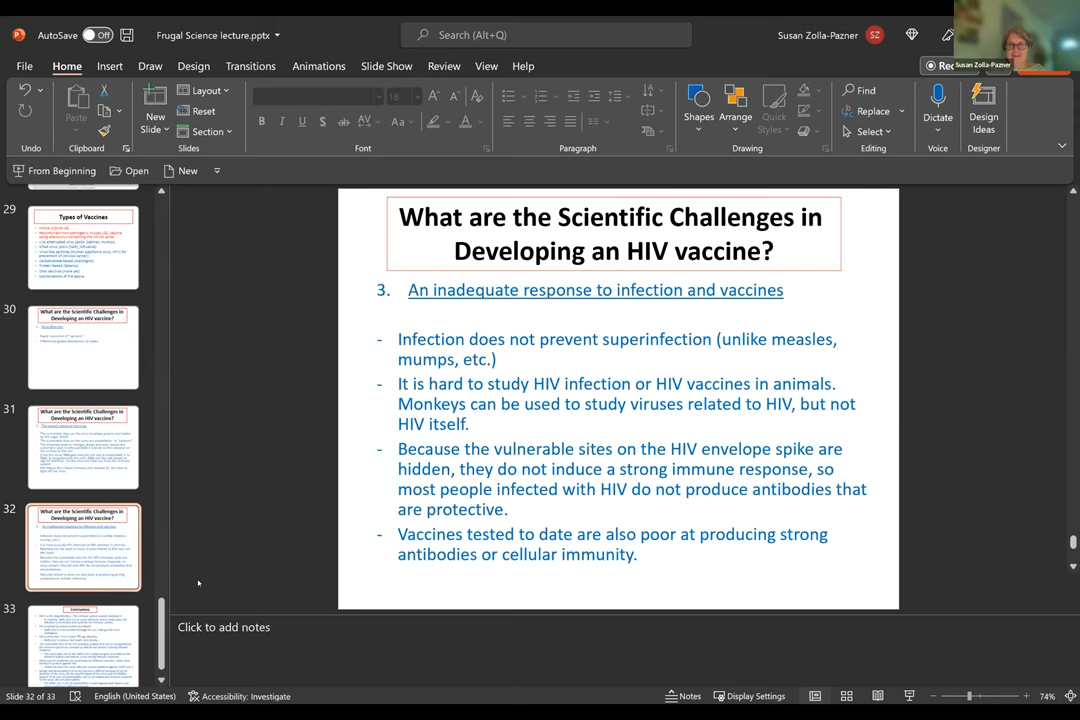 AutoSave Off Frugal Science lecture.pptx Search (Alt+Q) Susan Zolla-Pazner SZ
Susan Zolla-Pazner
File Home Insert Draw Design Transitions Animations Slide Show Review View Help
Paste New Slide Layout Reset Section
18
B I U S ab AV Aa
Shapes Arrange Quick Styles
Find Replace Select
Dictate Design Ideas
Undo Clipboard Slides Font Paragraph Drawing Editing Voice Designer
From Beginning Open New
29
Types of Vaccines
30
What are the Scientific Challenges in
Developing an HIV vaccine?
31
What are the Scientific Challenges in
Developing an HIV vaccine?
32
What are the Scientific Challenges in
Developing an HIV vaccine?
33
Conclusions
What are the Scientific Challenges in
Developing an HIV vaccine?
3. An inadequate response to infection and vaccines
- Infection does not prevent superinfection (unlike measles,
mumps, etc.)
- It is hard to study HIV infection or HIV vaccines in animals.
Monkeys can be used to study viruses related to HIV, but not
HIV itself.
- Because the vulnerable sites on the HIV envelope spike are
hidden, they do not induce a strong immune response, so
most people infected with HIV do not produce antibodies that
are protective.
- Vaccines tested to date are also poor at producing strong
antibodies or cellular immunity.
Click to add notes
Slide 32 of 33 English (United States) Accessibility: Investigate Notes Display Settings 74%